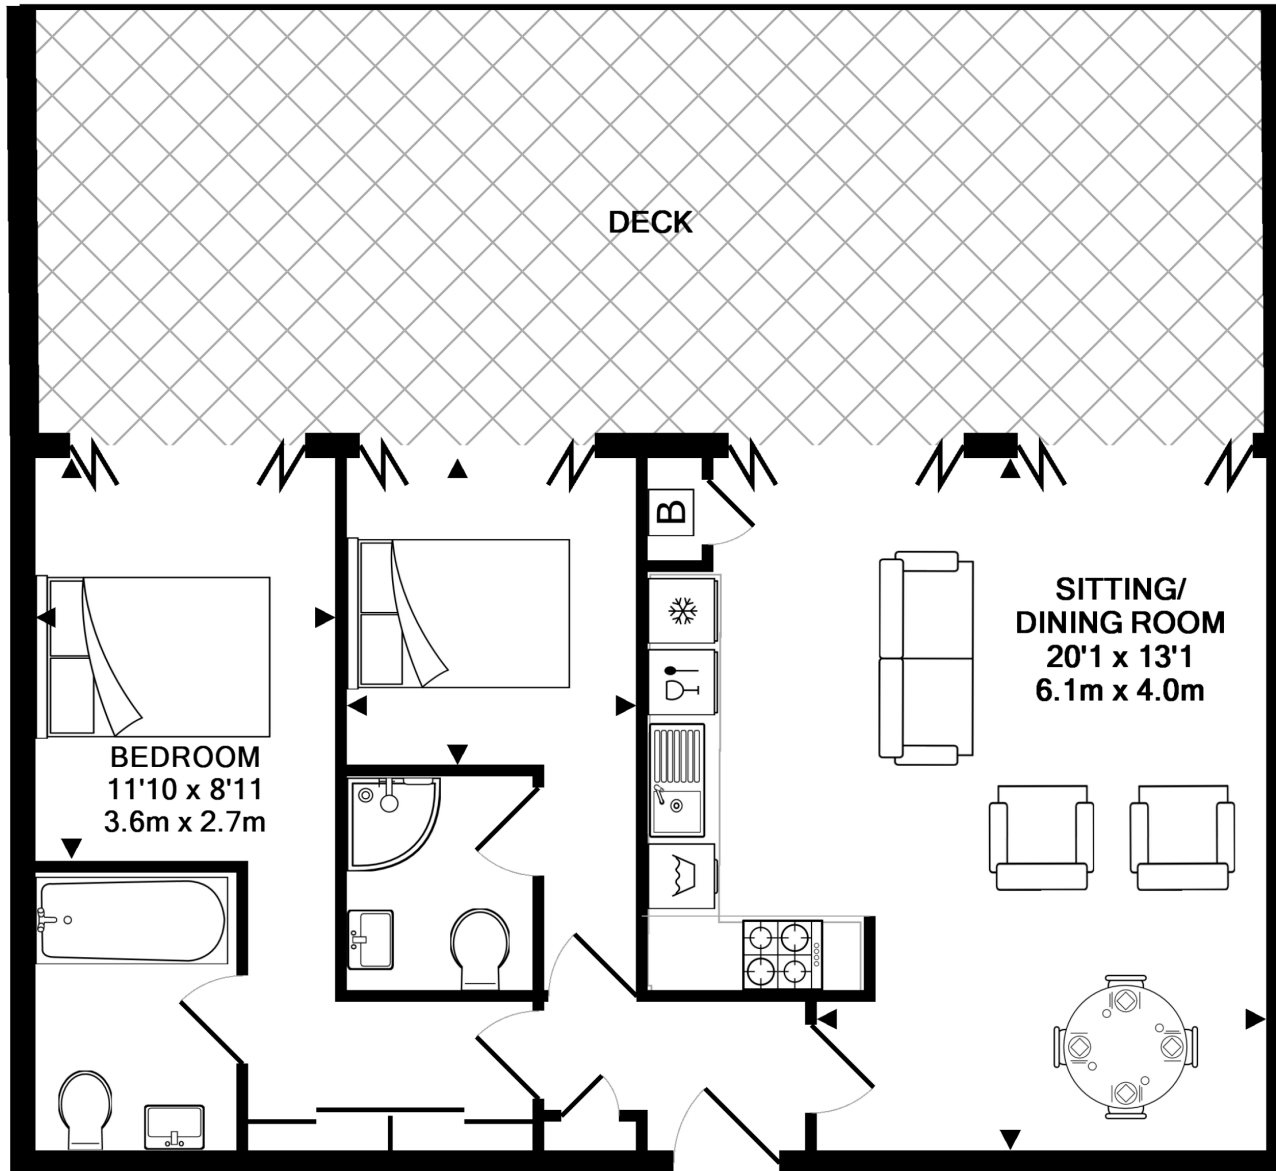 DECK
B
SITTING/
DINING ROOM
20'1 x 13'1
6.1m x 4.0m
BEDROOM
11'10 x 8'11
3.6m x 2.7m